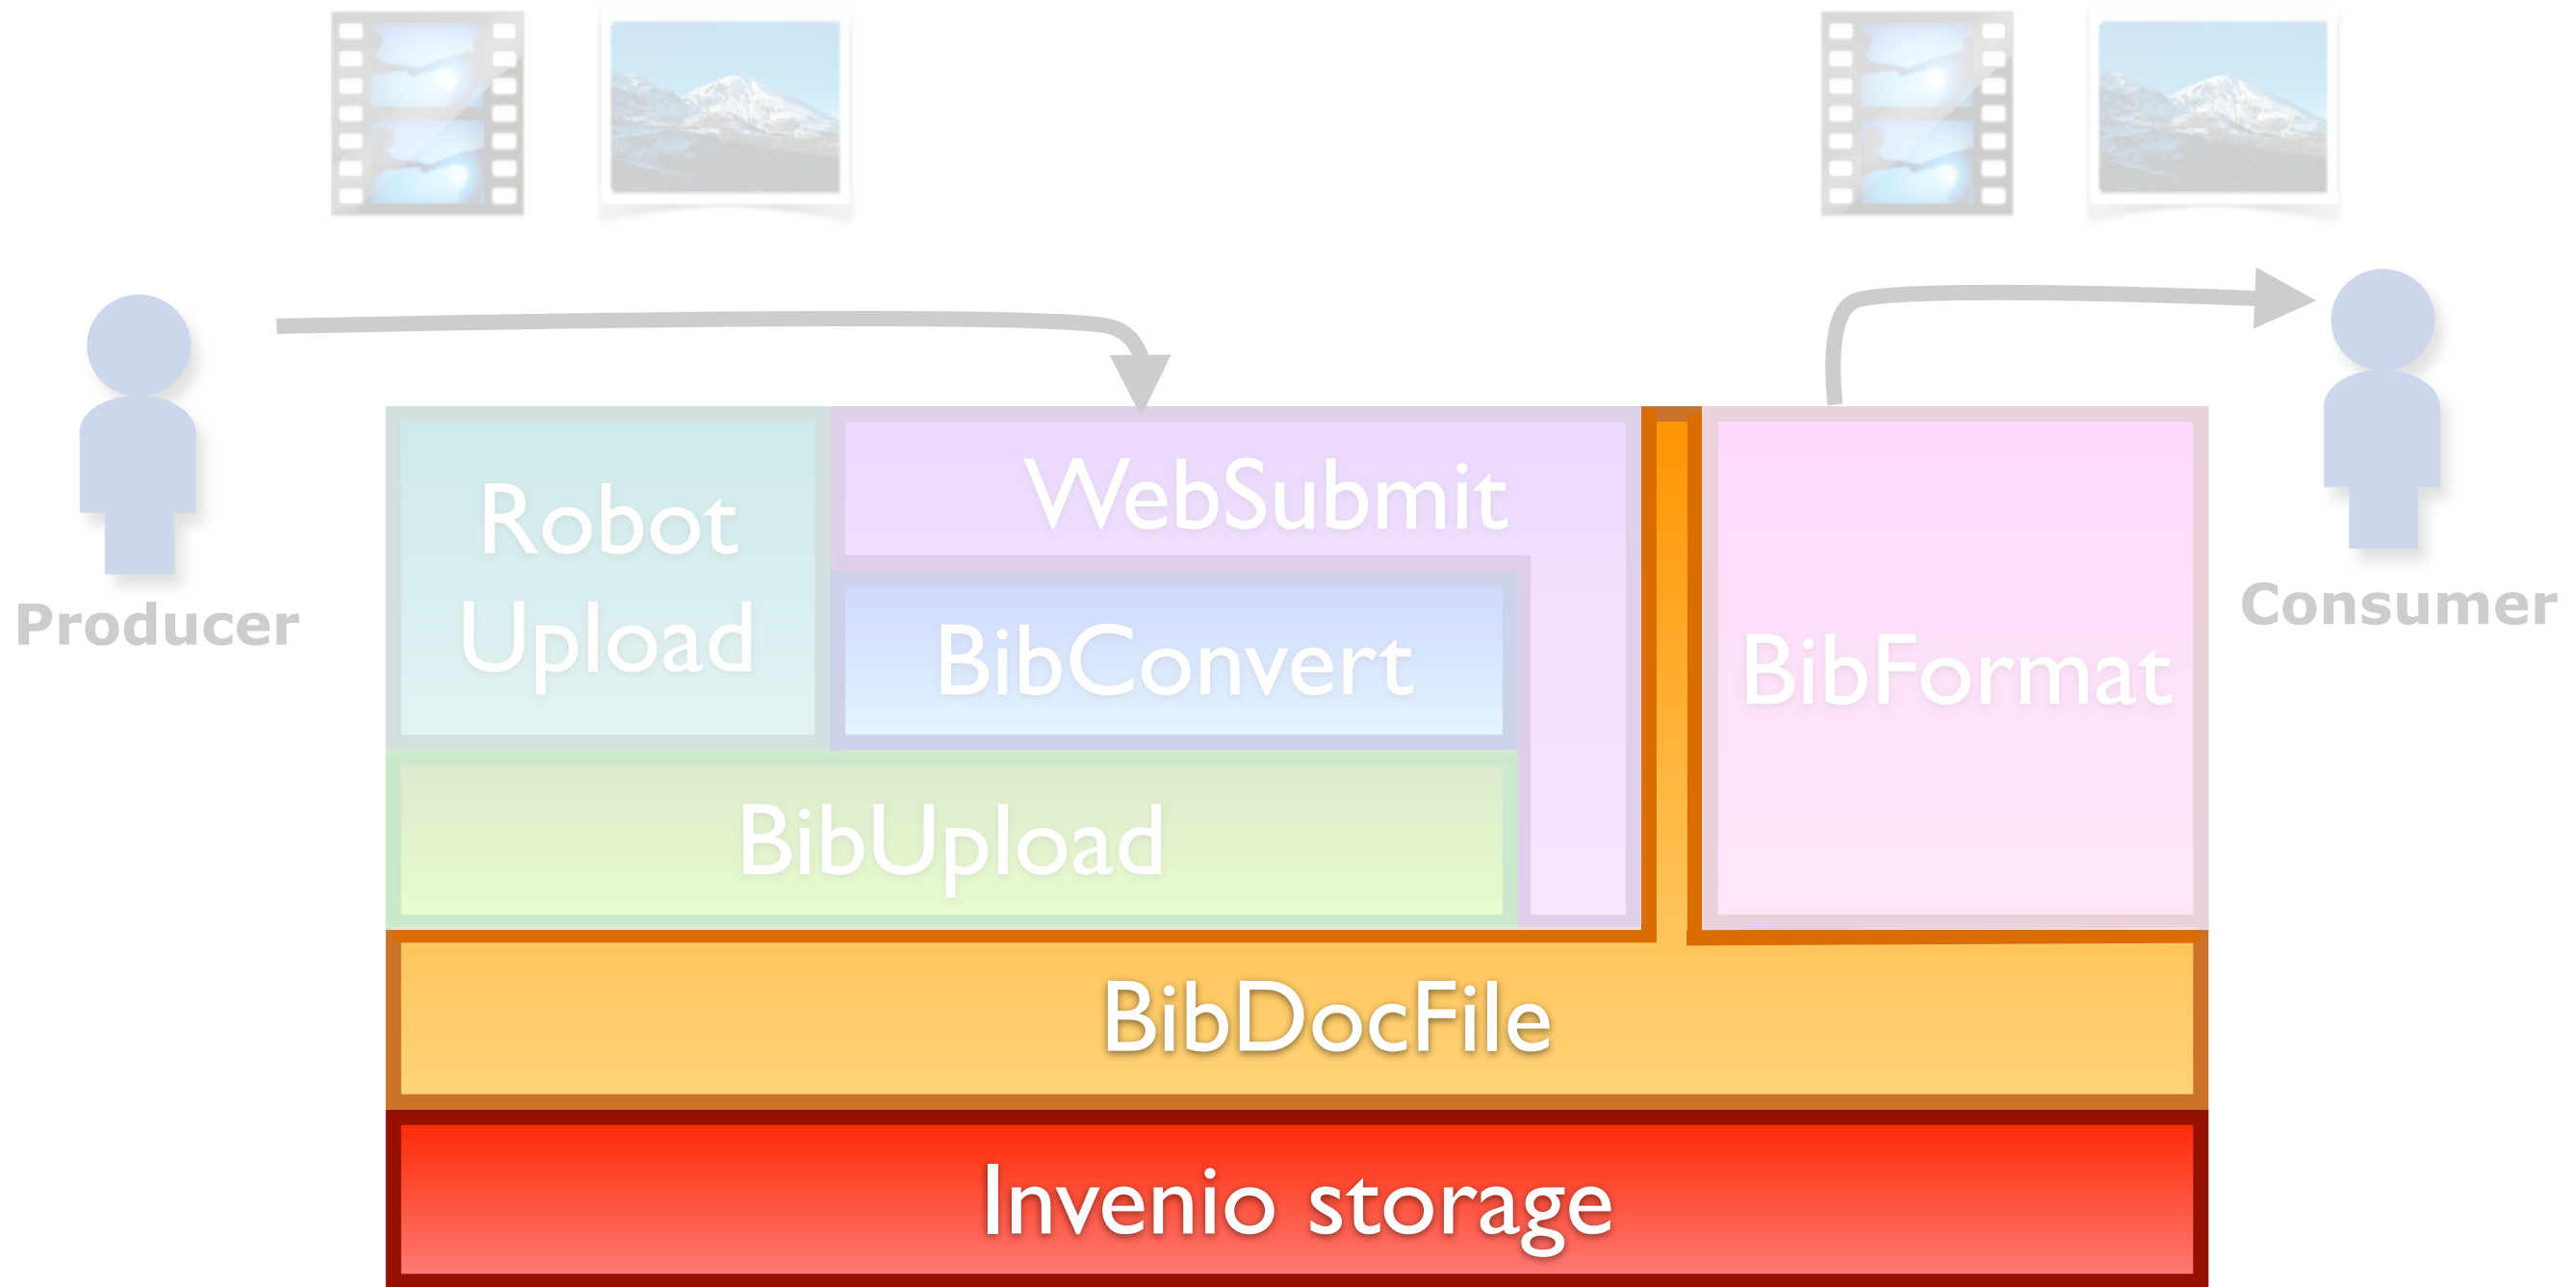 Producer
Consumer
Robot
Upload
WebSubmit
BibConvert
BibFormat
BibUpload
BibDocFile
Invenio storage